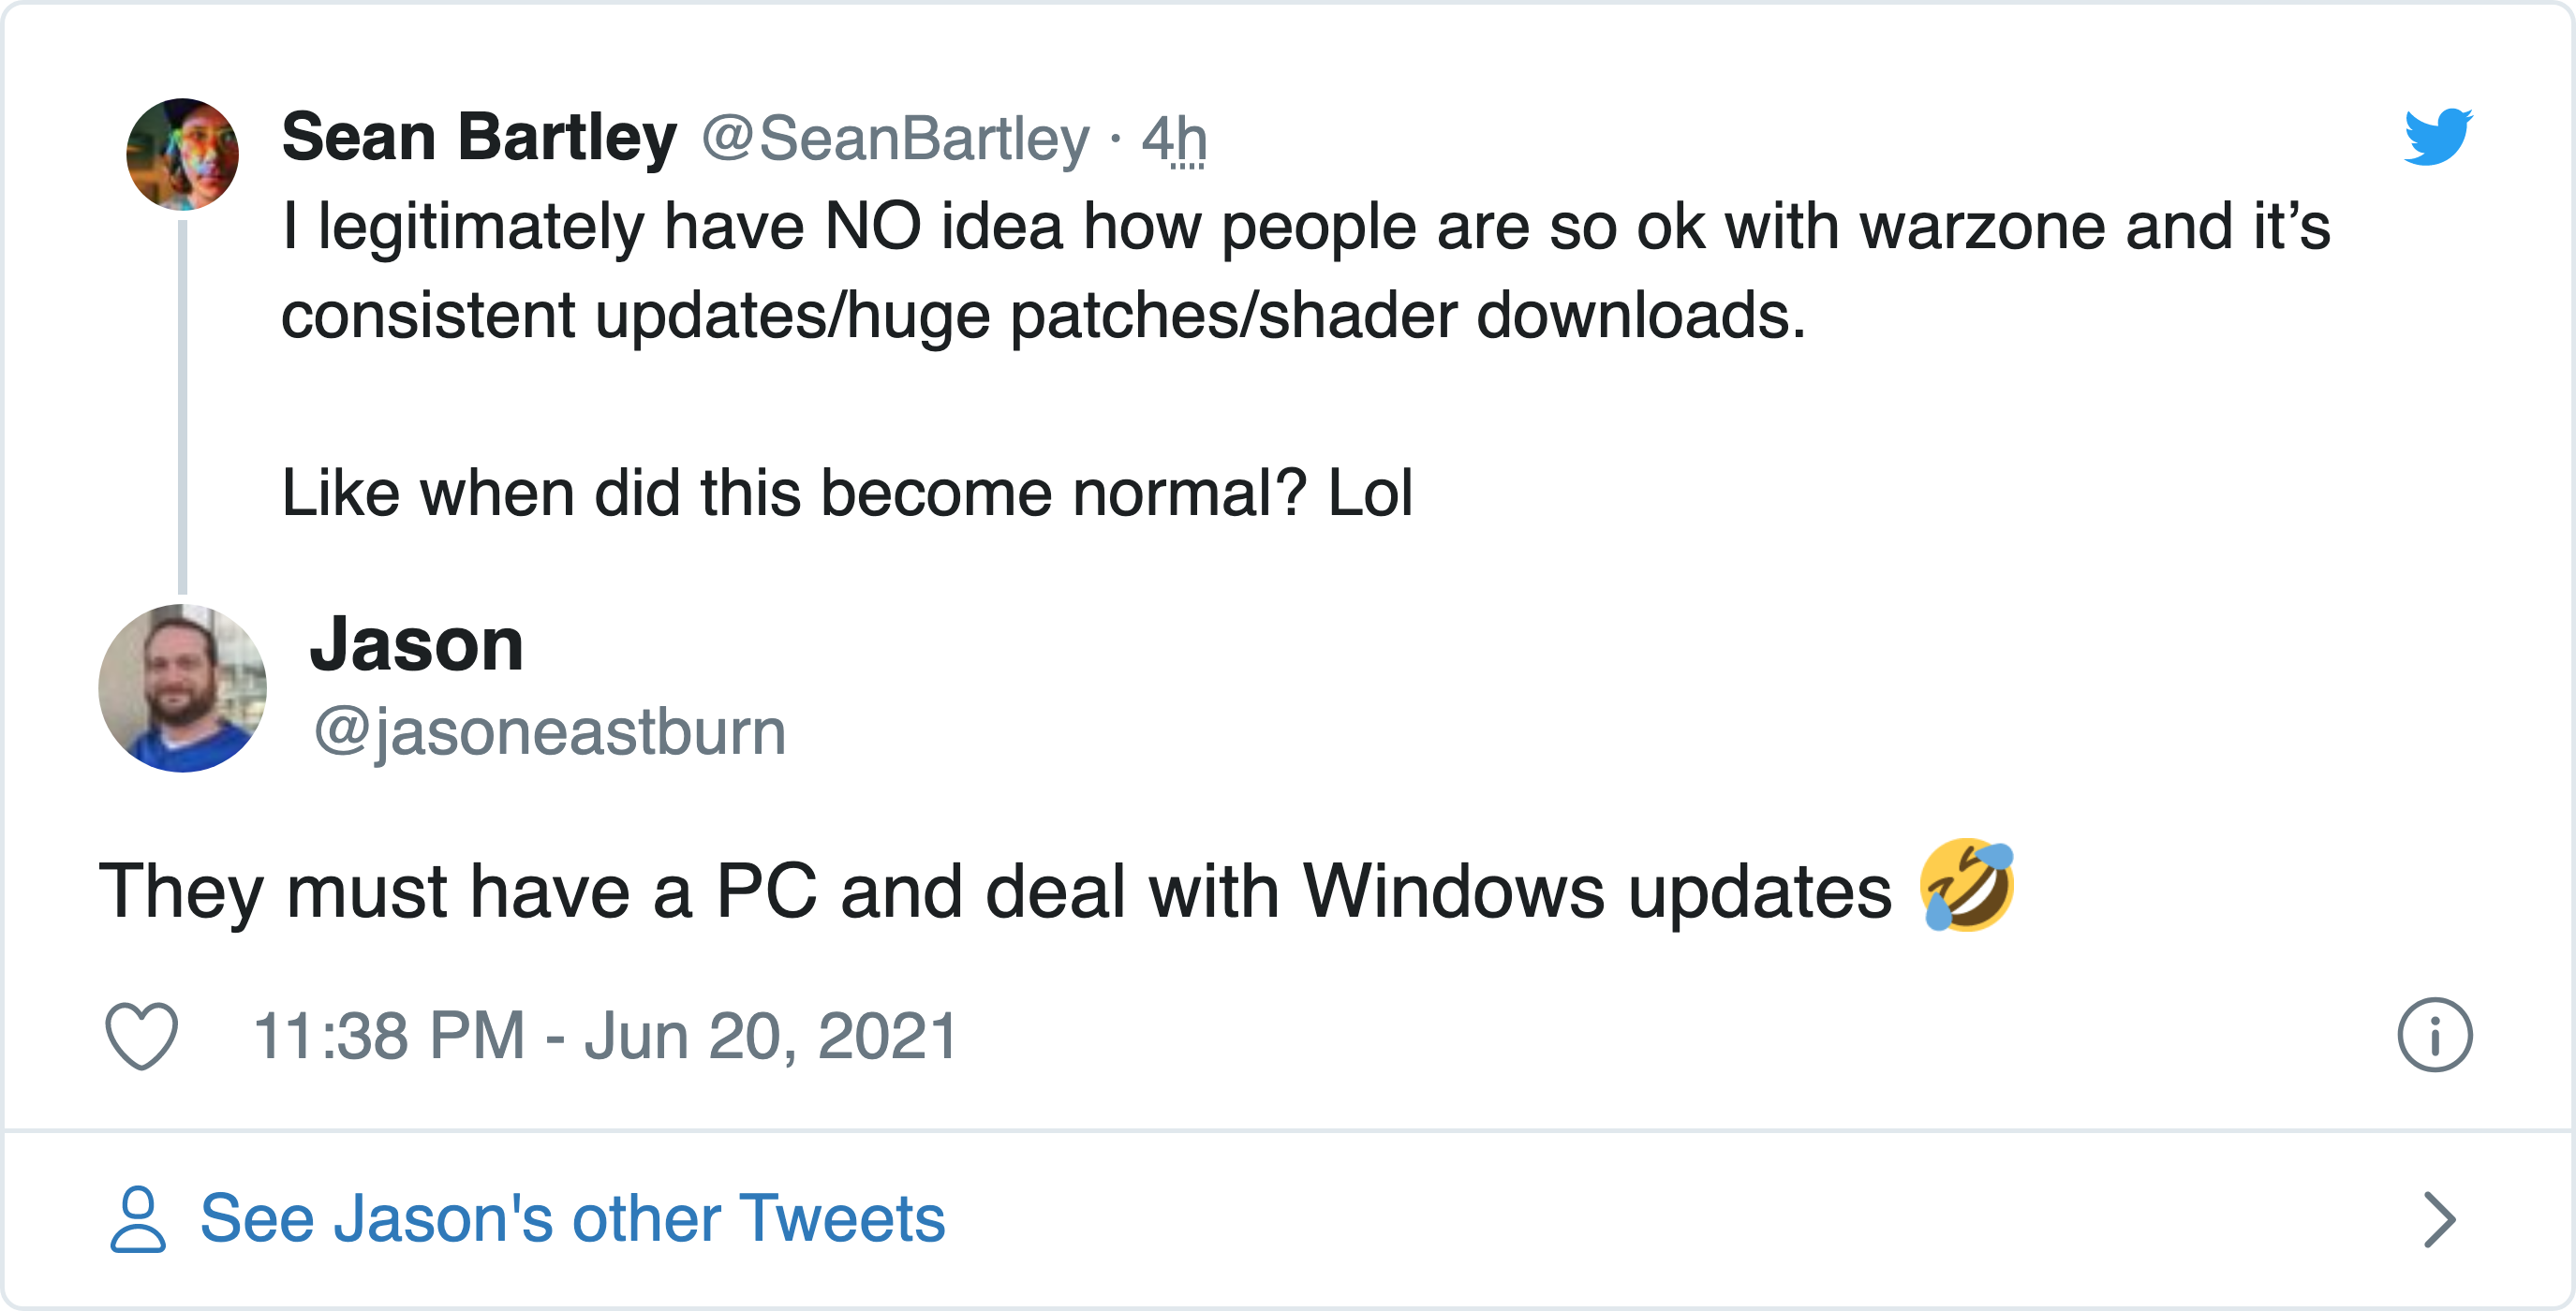 Sean Bartley @SeanBartley · 4h
I legitimately have NO idea how people are so ok with warzone and it’s
consistent updates/huge patches/shader downloads.
Like when did this become normal? Lol
Jason
@jasoneastburn
They must have a PC and deal with Windows updates 🤣
11:38 PM - Jun 20, 2021
See Jason's other Tweets